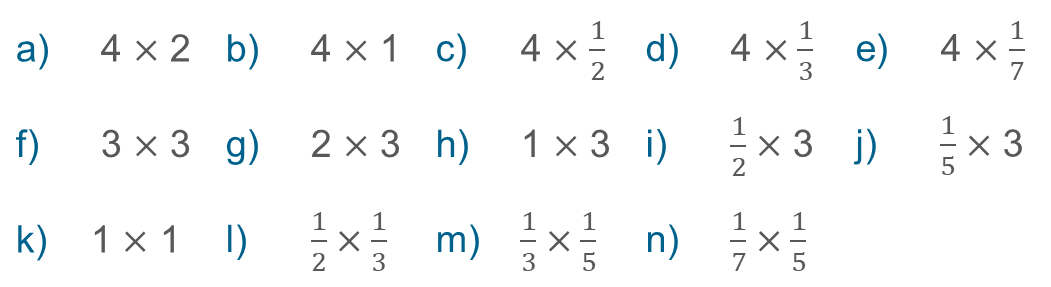 a) 4 × 2 b) 4 × 1 c) 4 × 1/2 d) 4 × 1/3 e) 4 × 1/7
f) 3 × 3 g) 2 × 3 h) 1 × 3 i) 1/2 × 3 j) 1/5 × 3
k) 1 × 1 l) 1/2 × 1/3 m) 1/3 × 1/5 n) 1/7 × 1/5